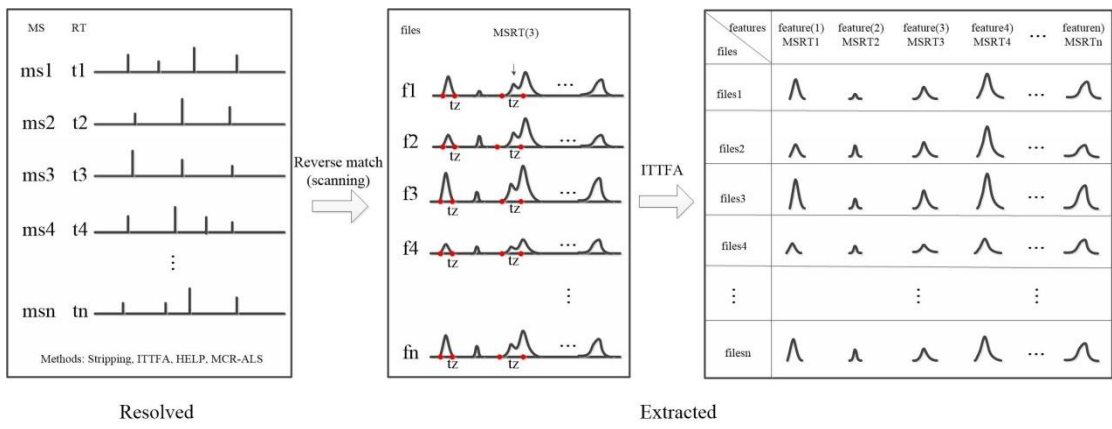 MS RT
ms1 t1
ms2 t2
ms3 t3
ms4 t4
⋮
msn tn
Methods: Stripping, ITTFA, HELP, MCR-ALS
Resolved
Reverse match
(scanning)
files MSRT(3)
f1 tz tz ...
f2 tz tz ...
f3 tz tz ...
f4 tz tz ...
⋮
fn tz tz ...
ITTFA
features
files
feature(1) feature(2) feature(3) feature4) ... featuren)
MSRT1 MSRT2 MSRT3 MSRT4 MSRTn
files1 ...
files2 ...
files3 ...
files4 ...
⋮ ⋮ ⋮
filesn ...
Extracted